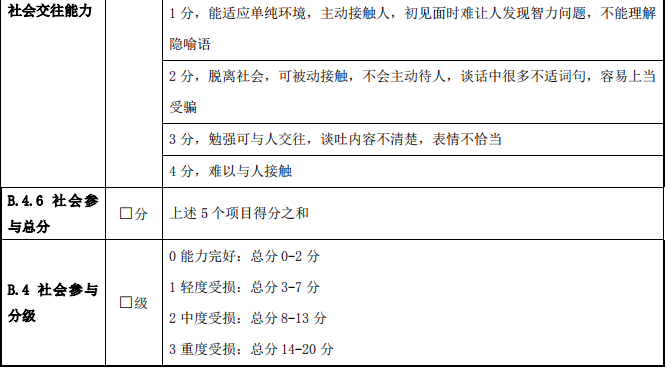 社会交往能力
1 分，能适应单纯环境，主动接触人，初见面时难让人发现智力问题，不能理解
隐喻语
2 分，脱离社会，可被动接触，不会主动待人，谈话中很多不适词句，容易上当
受骗
3 分，勉强可与人交往，谈吐内容不清楚，表情不恰当
4 分，难以与人接触
B.4.6 社会参
与总分
□分
上述 5 个项目得分之和
B.4 社会参与
分级
□级
0 能力完好：总分 0-2 分
1 轻度受损：总分 3-7 分
2 中度受损：总分 8-13 分
3 重度受损：总分 14-20 分